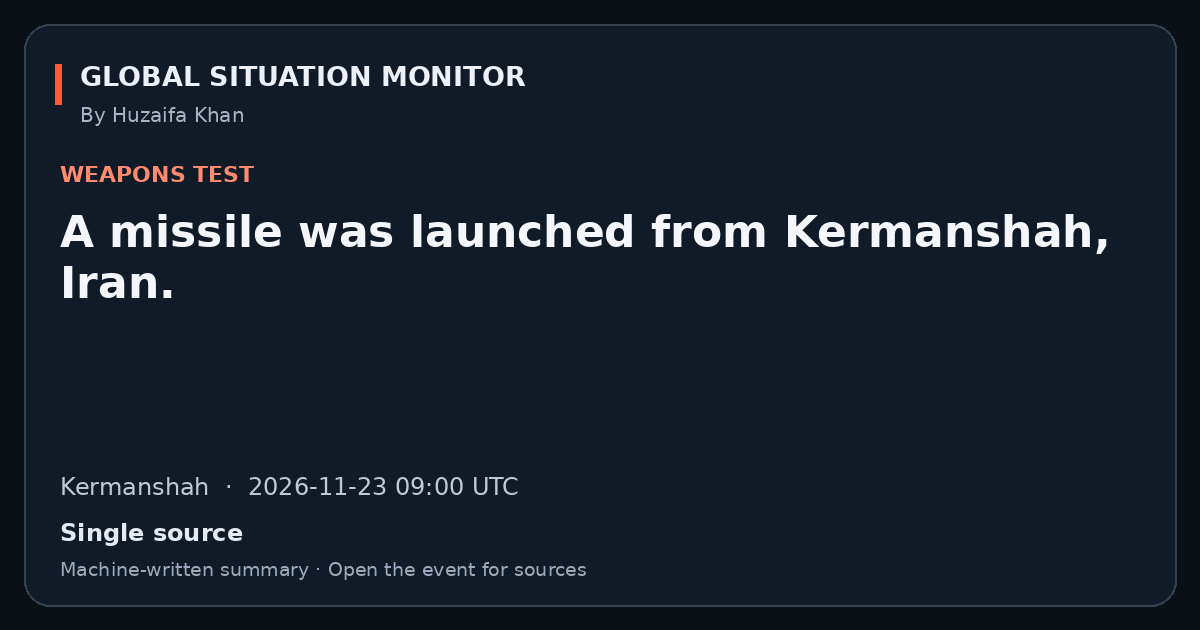 GLOBAL SITUATION MONITOR
By Huzaifa Khan
WEAPONS TEST
A missile was launched from Kermanshah,
Iran.
Kermanshah · 2026-11-23 09:00 UTC
Single source
Machine-written summary · Open the event for sources